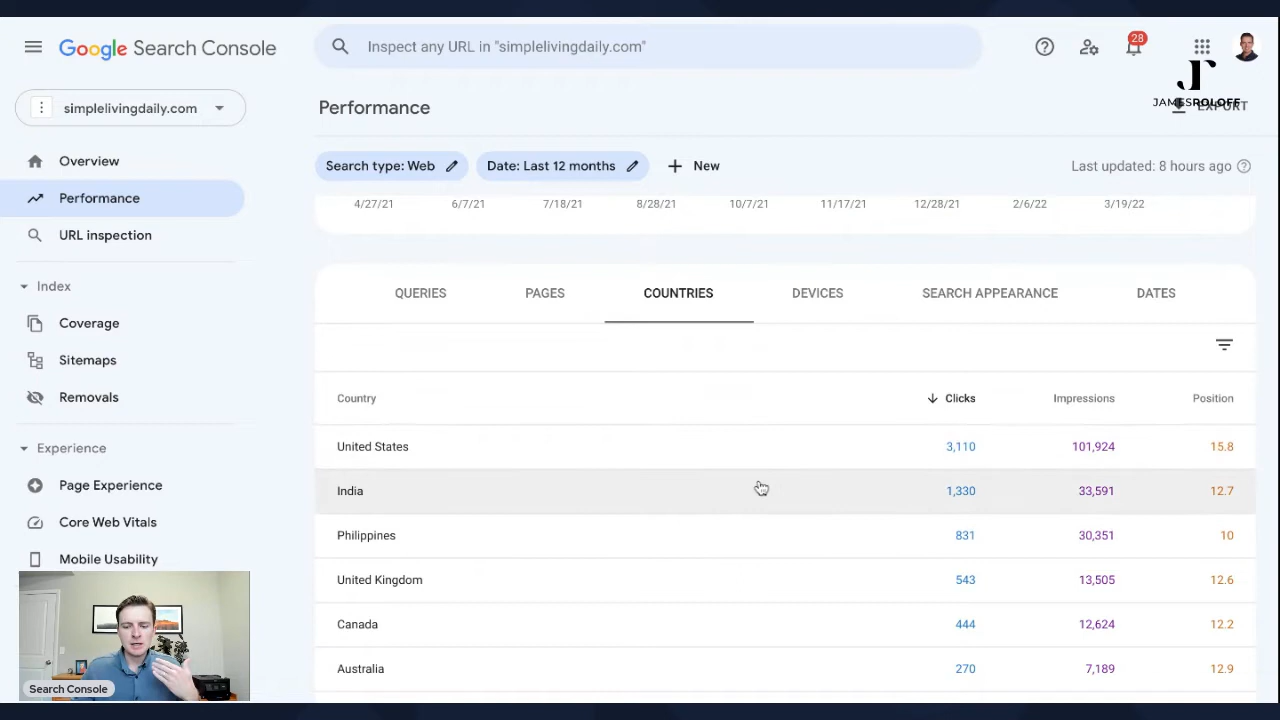 Google Search Console
Inspect any URL in "simplelivingdaily.com"
28
simplelivingdaily.com
Performance
JAMESROLOFF
EXPORT
Overview
Performance
URL inspection
Index
Coverage
Sitemaps
Removals
Experience
Page Experience
Core Web Vitals
Mobile Usability
Search type: Web
Date: Last 12 months
New
Last updated: 8 hours ago
4/27/21 6/7/21 7/18/21 8/28/21 10/7/21 11/17/21 12/28/21 2/6/22 3/19/22
QUERIES PAGES COUNTRIES DEVICES SEARCH APPEARANCE DATES
Country Clicks Impressions Position
United States 3,110 101,924 15.8
India 1,330 33,591 12.7
Philippines 831 30,351 10
United Kingdom 543 13,505 12.6
Canada 444 12,624 12.2
Australia 270 7,189 12.9
Search Console